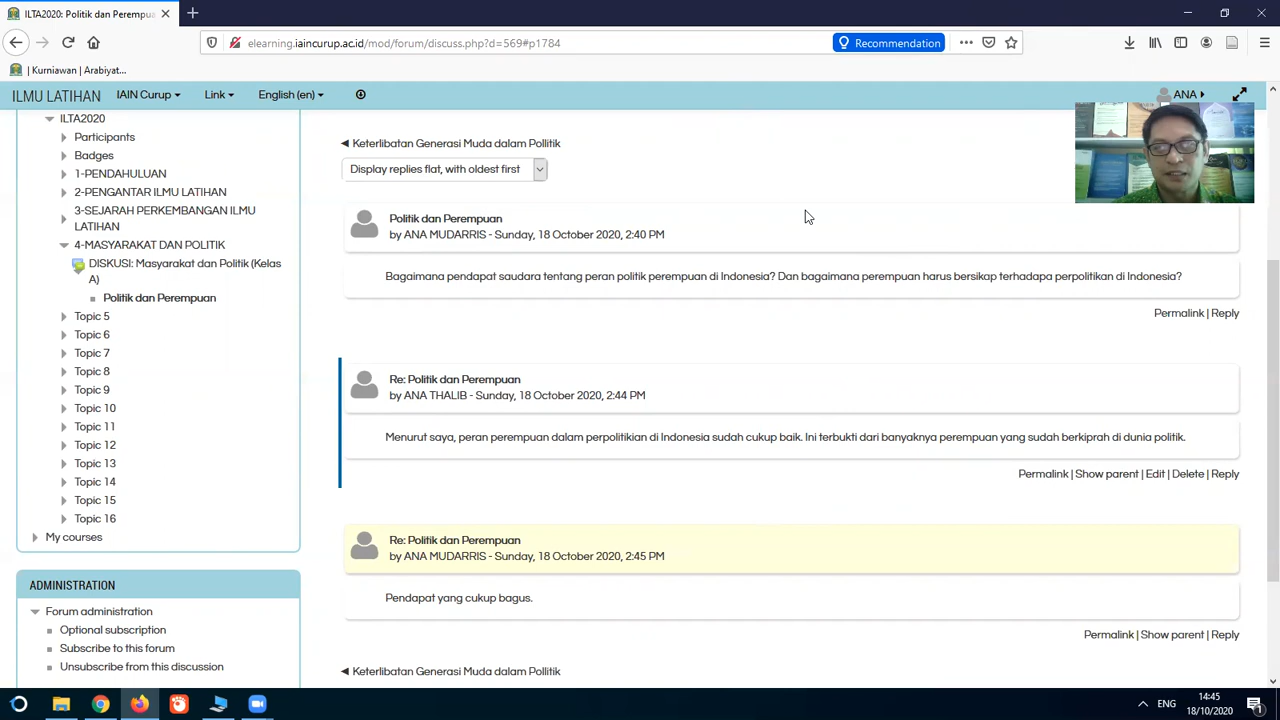 ILTA2020: Politik dan Perempua
elearning.iaincurup.ac.id/mod/forum/discuss.php?d=569#p1784
Recommendation
| Kurniawan | Arabiyat...
ILMU LATIHAN
IAIN Curup
Link
English (en)
ANA
ILTA2020
Participants
Badges
1-PENDAHULUAN
2-PENGANTAR ILMU LATIHAN
3-SEJARAH PERKEMBANGAN ILMU
LATIHAN
4-MASYARAKAT DAN POLITIK
DISKUSI: Masyarakat dan Politik (Kelas
A)
Politik dan Perempuan
Topic 5
Topic 6
Topic 7
Topic 8
Topic 9
Topic 10
Topic 11
Topic 12
Topic 13
Topic 14
Topic 15
Topic 16
My courses
ADMINISTRATION
Forum administration
Optional subscription
Subscribe to this forum
Unsubscribe from this discussion
◄ Keterlibatan Generasi Muda dalam Pollitik
Display replies flat, with oldest first
Politik dan Perempuan
by ANA MUDARRIS - Sunday, 18 October 2020, 2:40 PM
Bagaimana pendapat saudara tentang peran politik perempuan di Indonesia? Dan bagaimana perempuan harus bersikap terhadap perpolitikan di Indonesia?
Permalink | Reply
Re: Politik dan Perempuan
by ANA THALIB - Sunday, 18 October 2020, 2:44 PM
Menurut saya, peran perempuan dalam perpolitikian di Indonesia sudah cukup baik. Ini terbukti dari banyaknya perempuan yang sudah berkiprah di dunia politik.
Permalink | Show parent | Edit | Delete | Reply
Re: Politik dan Perempuan
by ANA MUDARRIS - Sunday, 18 October 2020, 2:45 PM
Pendapat yang cukup bagus.
Permalink | Show parent | Reply
◄ Keterlibatan Generasi Muda dalam Pollitik
ENG
14:45
18/10/2020
1